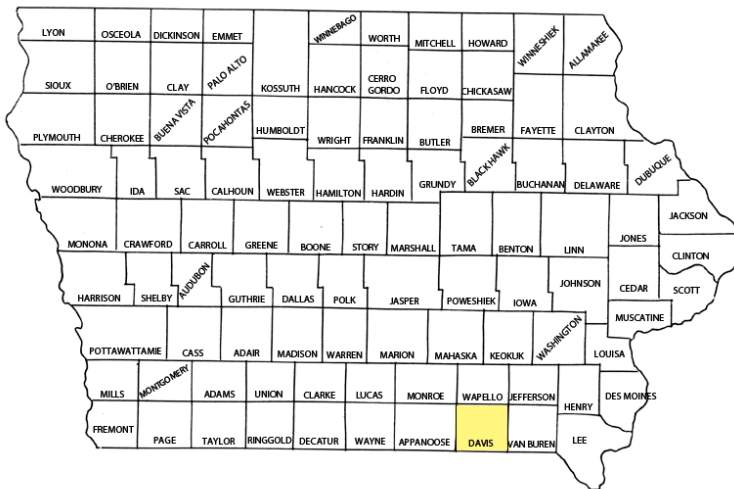 LYON OSCEOLA DICKINSON EMMET WINNEBAGO WORTH MITCHELL HOWARD WINNESHIEK ALLAMAKEE
SIOUX O'BRIEN CLAY PALO ALTO KOSSUTH HANCOCK CERRO GORDO FLOYD CHICKASAW
PLYMOUTH CHEROKEE BUENA VISTA POCAHONTAS HUMBOLDT WRIGHT FRANKLIN BUTLER BREMER FAYETTE CLAYTON
WOODBURY IDA SAC CALHOUN WEBSTER HAMILTON HARDIN GRUNDY BLACK HAWK BUCHANAN DELAWARE DUBUQUE
MONONA CRAWFORD CARROLL GREENE BOONE STORY MARSHALL TAMA BENTON LINN JONES JACKSON
CLINTON
HARRISON SHELBY AUDUBON GUTHRIE DALLAS POLK JASPER POWESHIEK IOWA JOHNSON CEDAR SCOTT
MUSCATINE
POTTAWATTAMIE CASS ADAIR MADISON WARREN MARION MAHASKA KEOKUK WASHINGTON LOUISA
MILLS MONTGOMERY ADAMS UNION CLARKE LUCAS MONROE WAPELLO JEFFERSON HENRY DES MOINES
FREMONT PAGE TAYLOR RINGGOLD DECATUR WAYNE APPANOOSE DAVIS VAN BUREN LEE